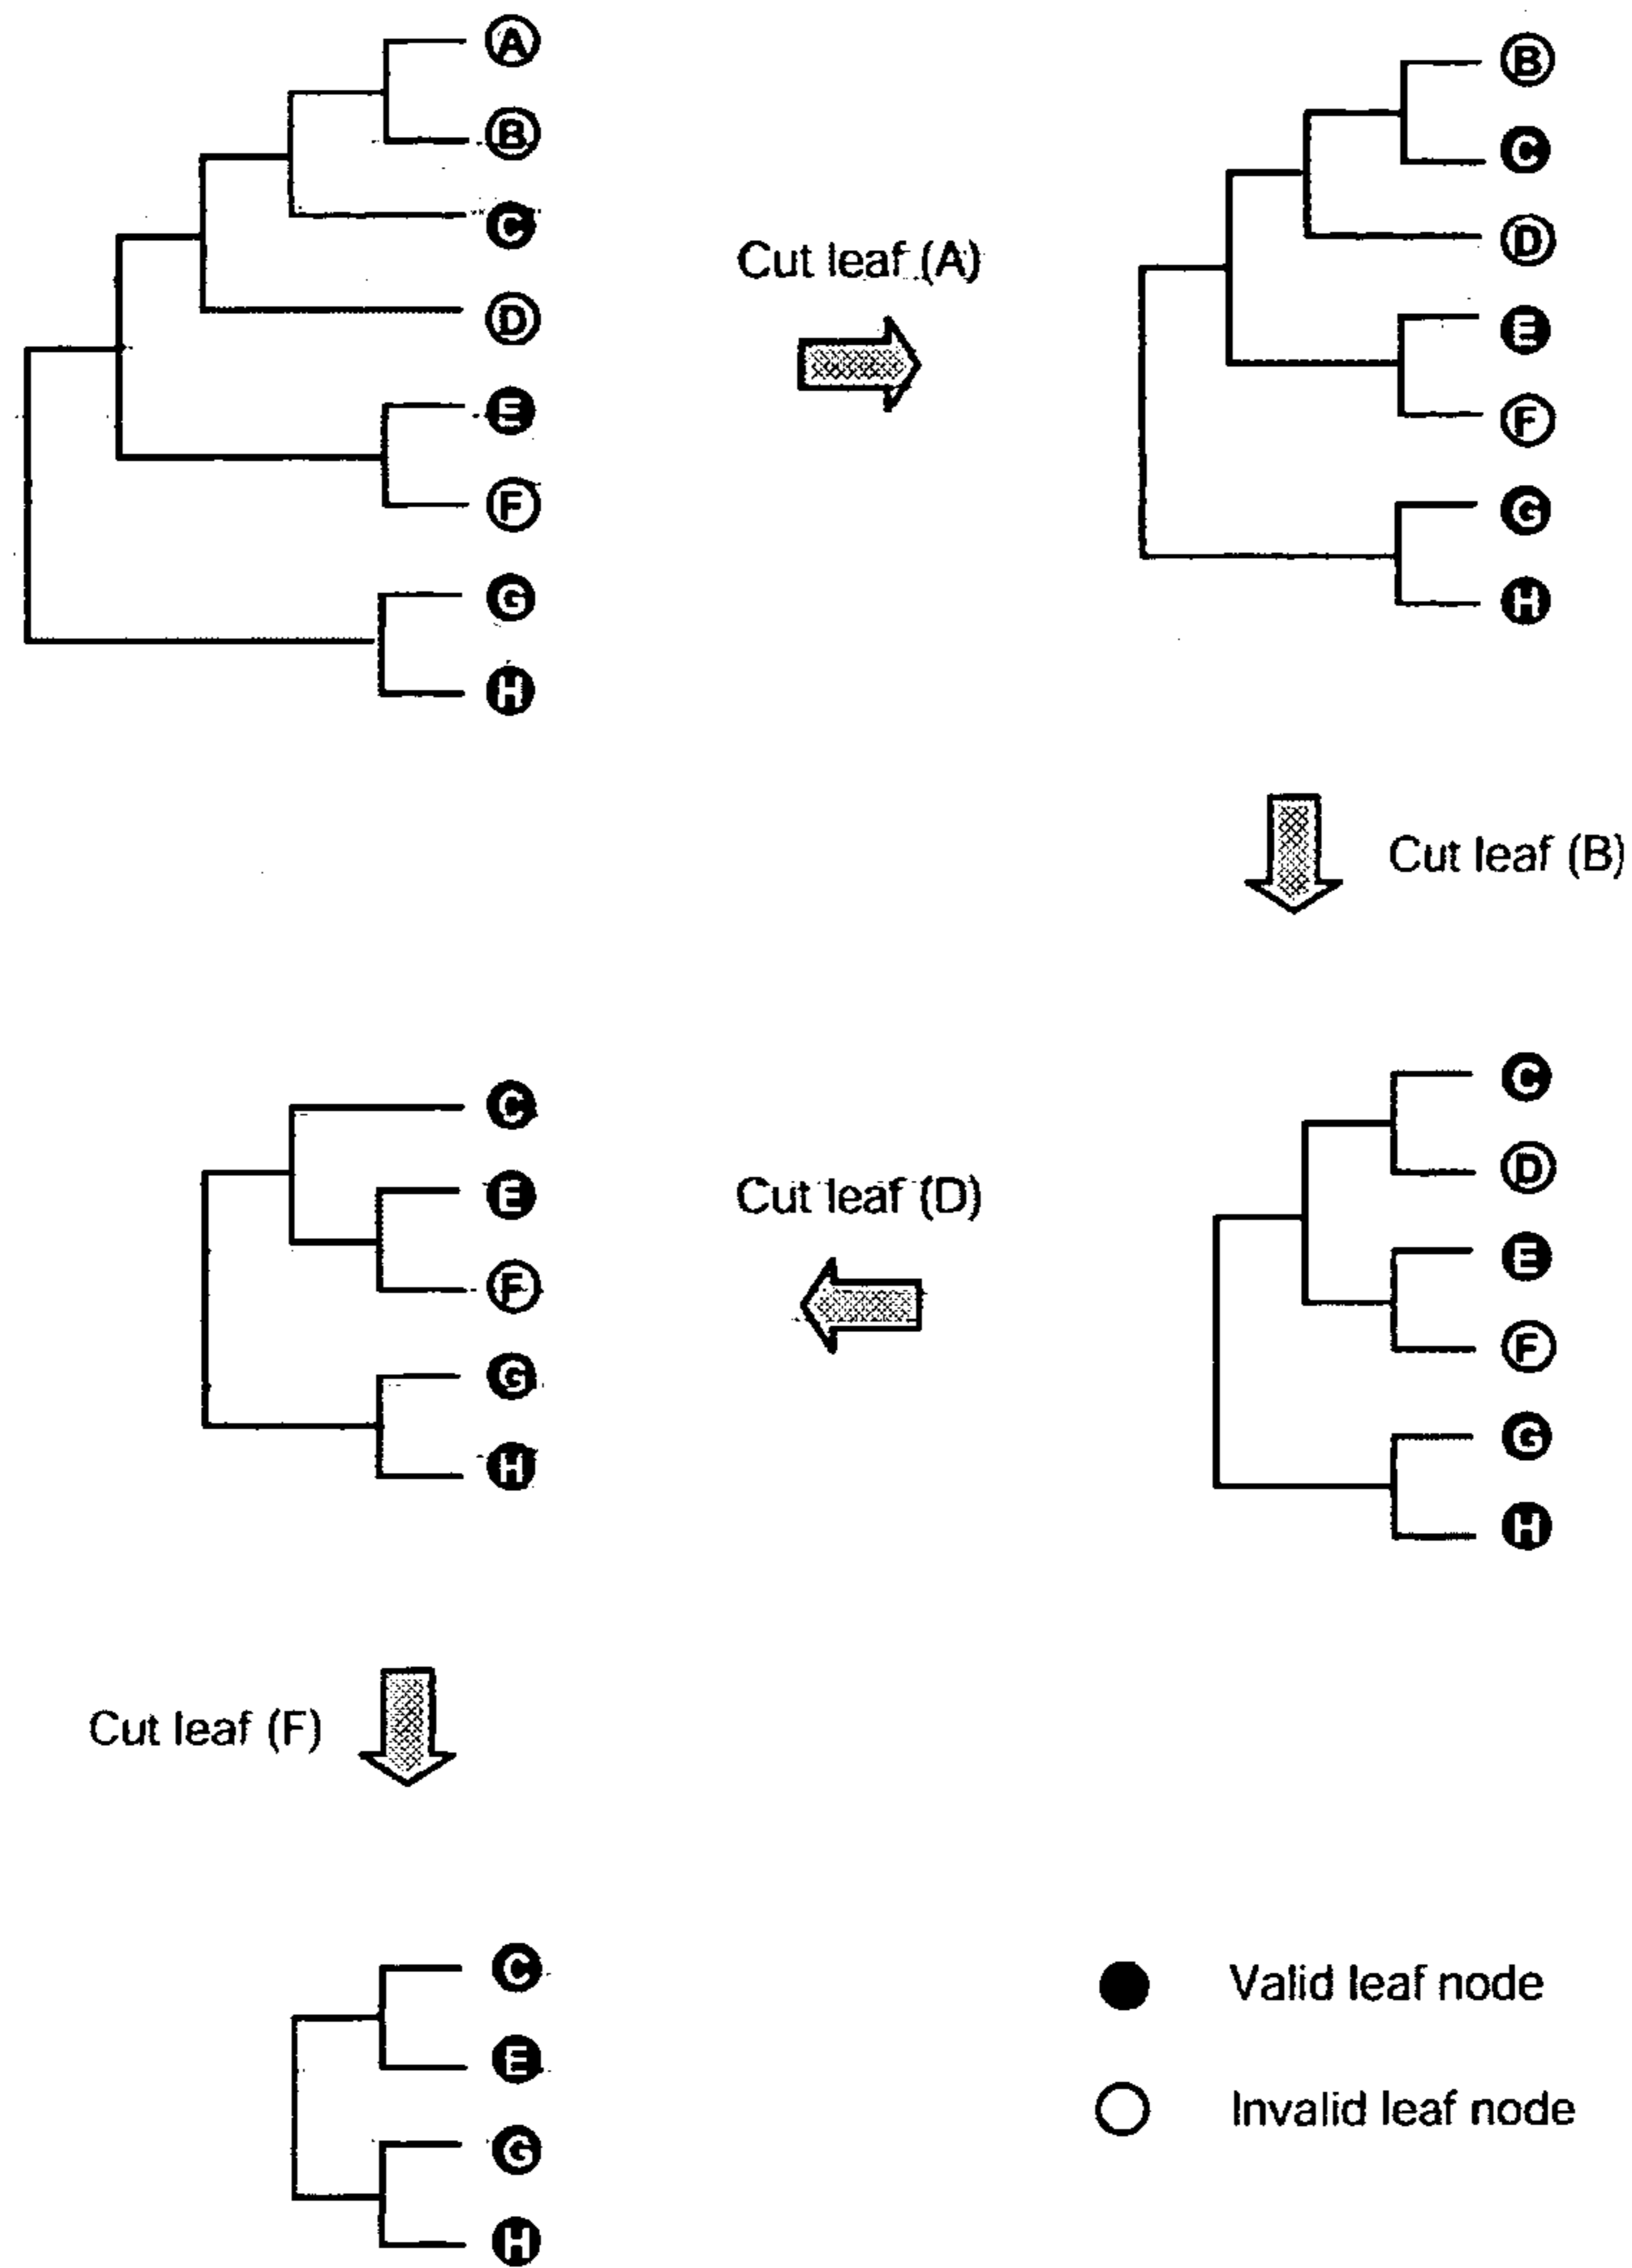 A
B
C
D
E
F
G
H
Cut leaf (A)
B
C
D
E
F
G
H
Cut leaf (B)
C
D
E
F
G
H
Cut leaf (D)
C
E
F
G
H
Cut leaf (F)
C
E
G
H
Valid leaf node
Invalid leaf node